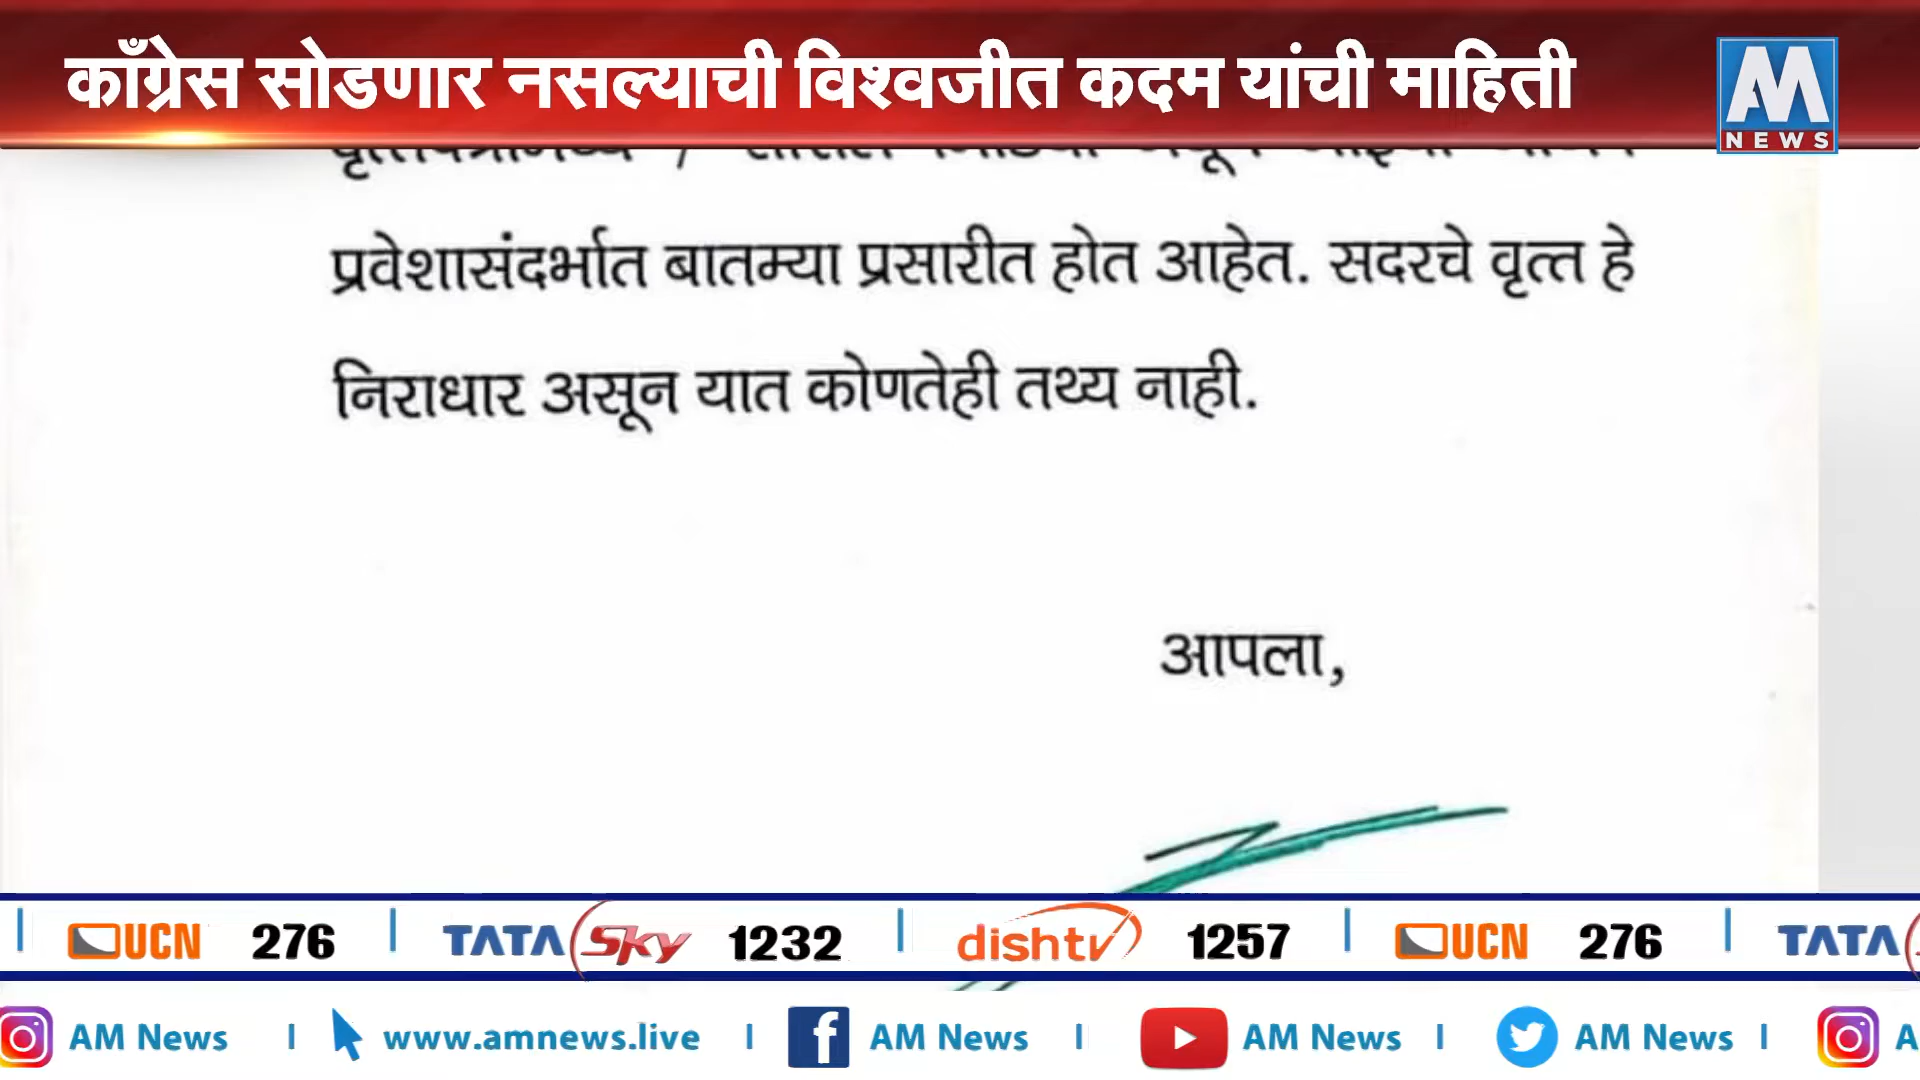 काँग्रेस सोडणार नसल्याची विश्वजीत कदम यांची माहिती
AM
NEWS
प्रवेशासंदर्भात बातम्या प्रसारीत होत आहेत. सदरचे वृत्त हे
निराधार असून यात कोणतेही तथ्य नाही.
आपला,
UCN 276 | TATA Sky 1232 | dishtv 1257 | UCN 276 | TATA
AM News | www.amnews.live | f AM News | AM News | AM News |